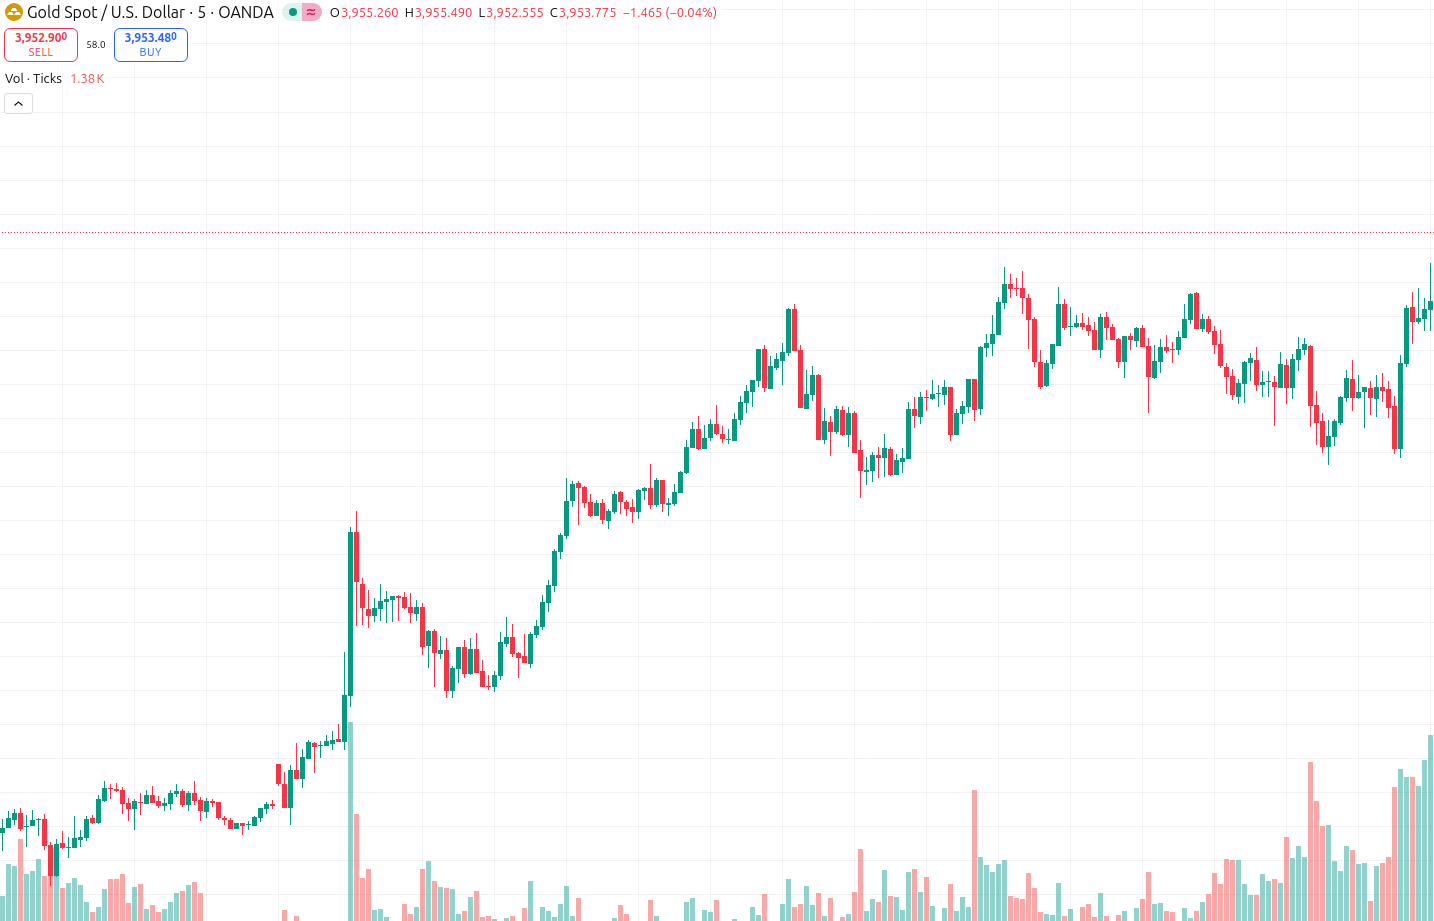 Gold Spot / U.S. Dollar · 5 · OANDA ≈ O3,955.260 H3,955.490 L3,952.555 C3,953.775 −1.465 (−0.04%)
3,952.900 58.0 3,953.480
SELL BUY
Vol · Ticks 1.38 K